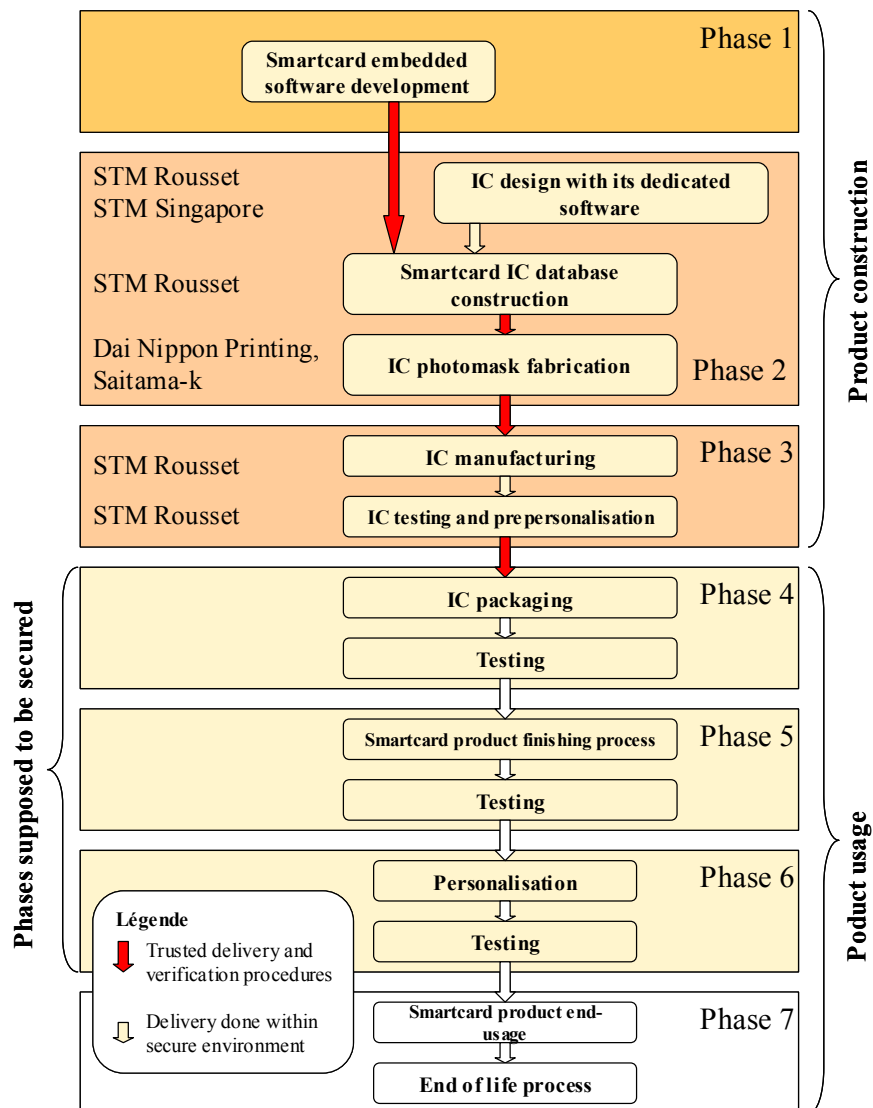 Phase 1
Smartcard embedded
software development
STM Rousset
STM Singapore
IC design with its dedicated
software
STM Rousset
Smartcard IC database
construction
Dai Nippon Printing,
Saitama-k
IC photomask fabrication
Phase 2
Product construction
Phase 3
STM Rousset
IC manufacturing
STM Rousset
IC testing and prepersonalisation
Phase 4
IC packaging
Testing
Phase 5
Smartcard product finishing process
Testing
Phases supposed to be secured
Phase 6
Personalisation
Testing
Poduct usage
Légende
Trusted delivery and
verification procedures
Delivery done within
secure environment
Phase 7
Smartcard product end-
usage
End of life process